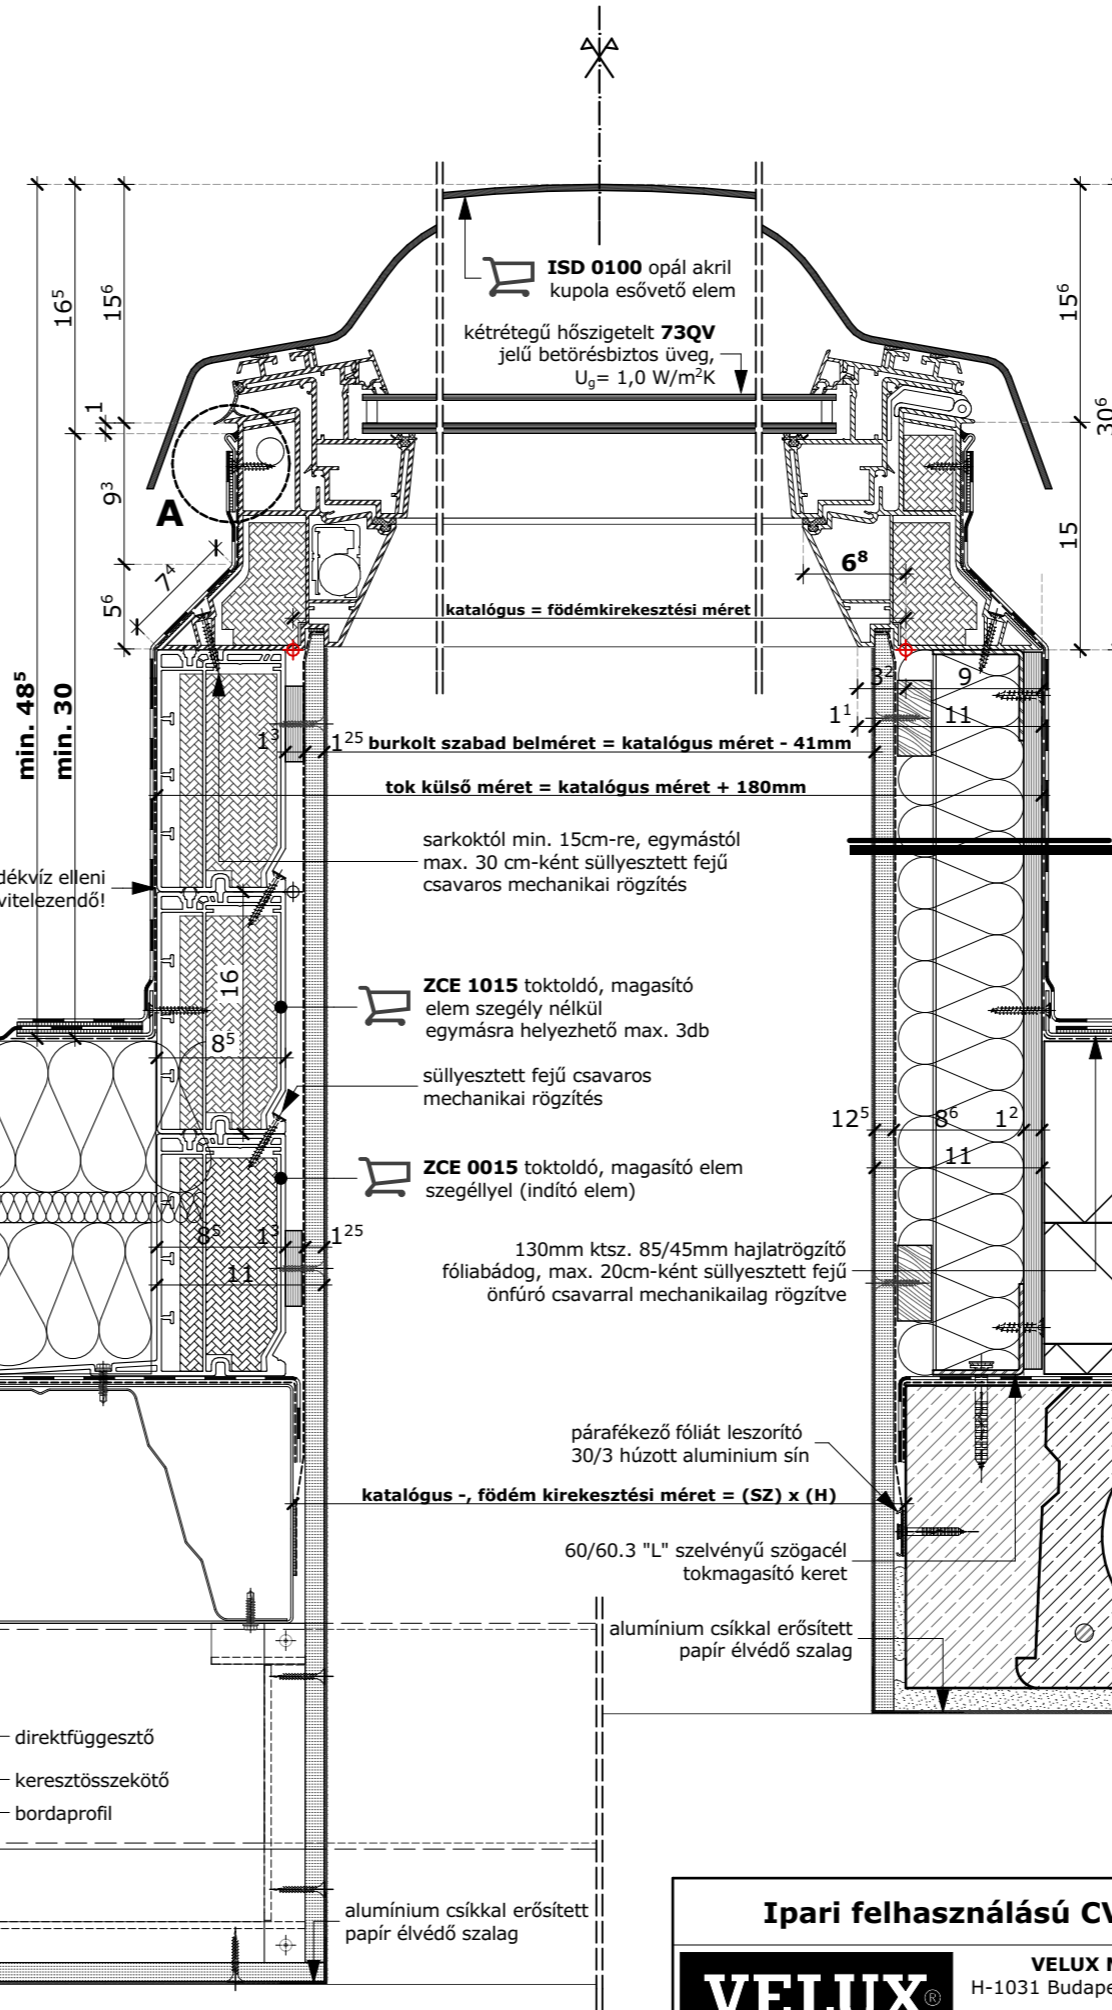 ISD 0100 opál akril
kupola esővető elem
kétrétegű hőszigetelt 73QV
jelű betörésbiztos üveg,
Ug= 1,0 W/m²K
16⁵
15⁶
1
9³
5⁶
7⁴
A
min. 48⁵
min. 30
15⁶
30⁶
15
6⁸
katalógus = födémkirekesztési méret
3²
9
1¹
11
1³
1²⁵
burkolt szabad belméret = katalógus méret - 41mm
tok külső méret = katalógus méret + 180mm
sarkoktól min. 15cm-re, egymástól
max. 30 cm-ként süllyesztett fejű
csavaros mechanikai rögzítés
dékvíz elleni
vitelezendő!
16
8⁵
ZCE 1015 toktoldó, magasító
elem szegély nélkül
egymásra helyezhető max. 3db
süllyesztett fejű csavaros
mechanikai rögzítés
12⁵
8⁶
1²
11
ZCE 0015 toktoldó, magasító elem
szegéllyel (indító elem)
8⁵
1³
1²⁵
11
130mm ktsz. 85/45mm hajlatrögzítő
fóliabádog, max. 20cm-ként süllyesztett fejű
önfúró csavarral mechanikailag rögzítve
párafékező fóliát leszorító
30/3 húzott aluminium sín
katalógus -, födém kirekesztési méret = (SZ) x (H)
60/60.3 "L" szelvényű szögacél
tokmagasító keret
alumínium csíkkal erősített
papír élvédő szalag
direktfüggesztő
keresztösszekötő
bordaprofil
alumínium csíkkal erősített
papír élvédő szalag
Ipari felhasználású CV
VELUX®
VELUX
H-1031 Budape